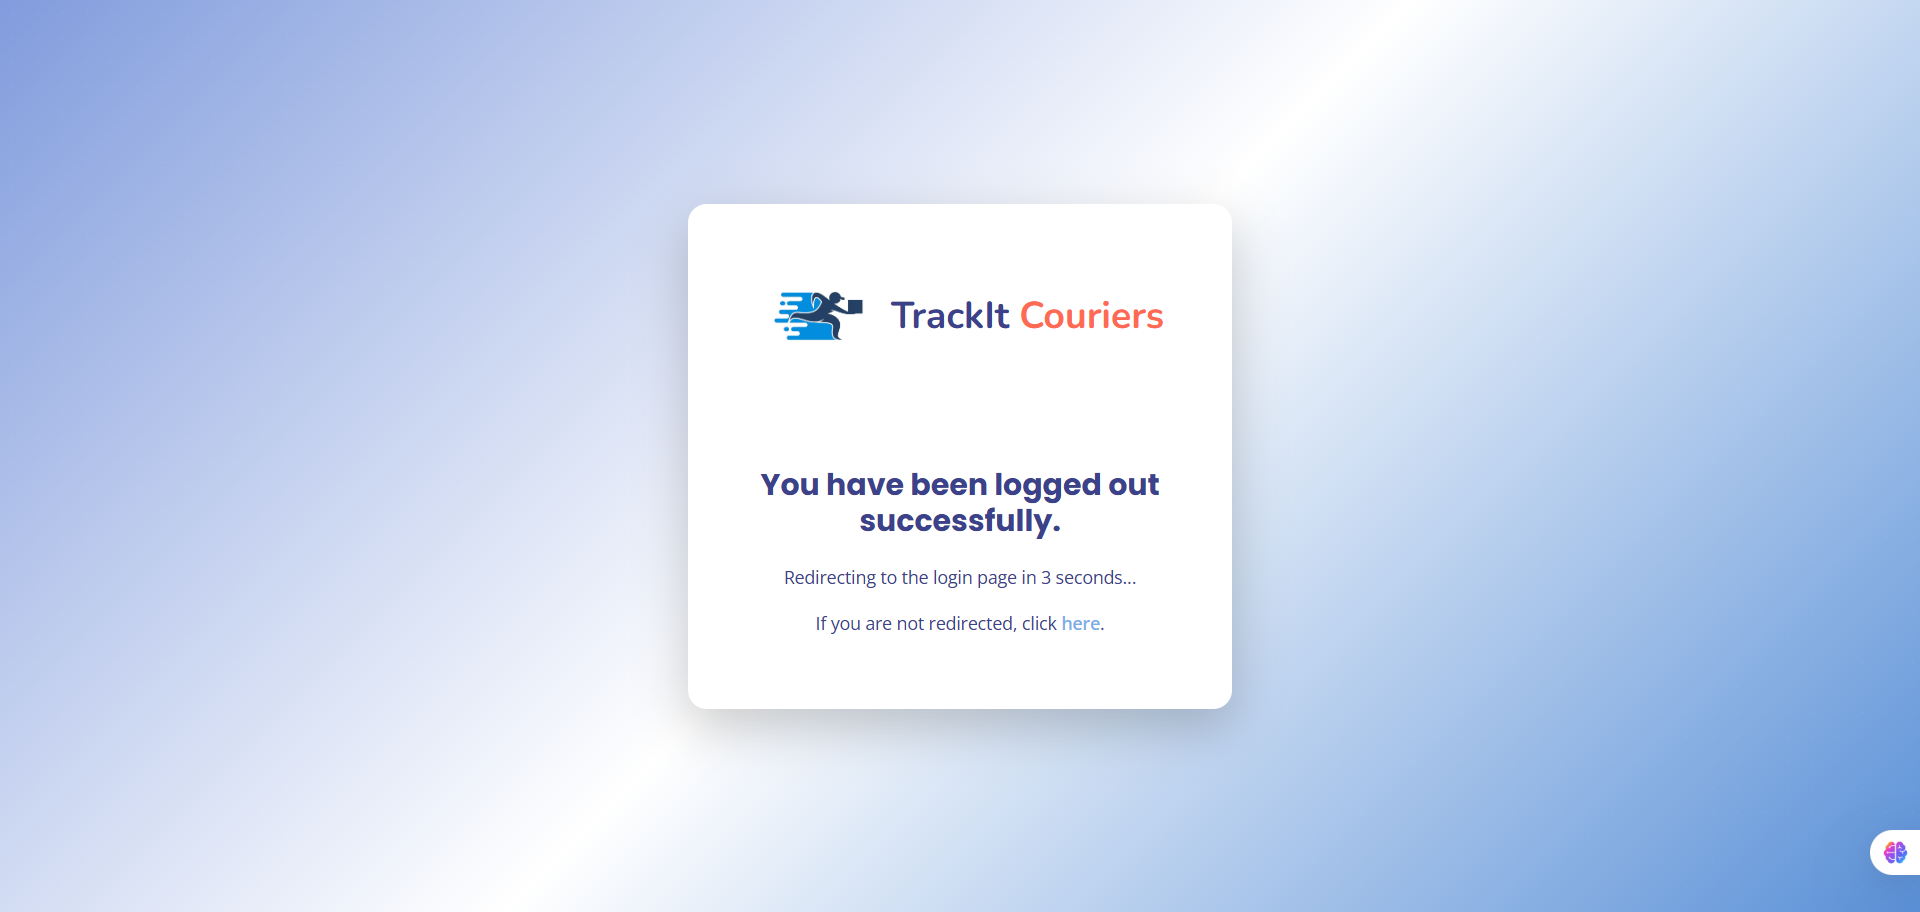 TrackIt Couriers
You have been logged out
successfully.
Redirecting to the login page in 3 seconds...
If you are not redirected, click here.